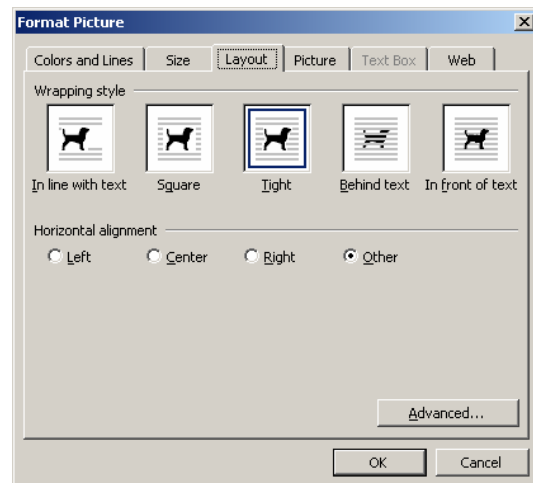 Format Picture
Colors and Lines Size Layout Picture Text Box Web
Wrapping style
In line with text Square Tight Behind text In front of text
Horizontal alignment
Left Center Right Other
Advanced...
OK Cancel